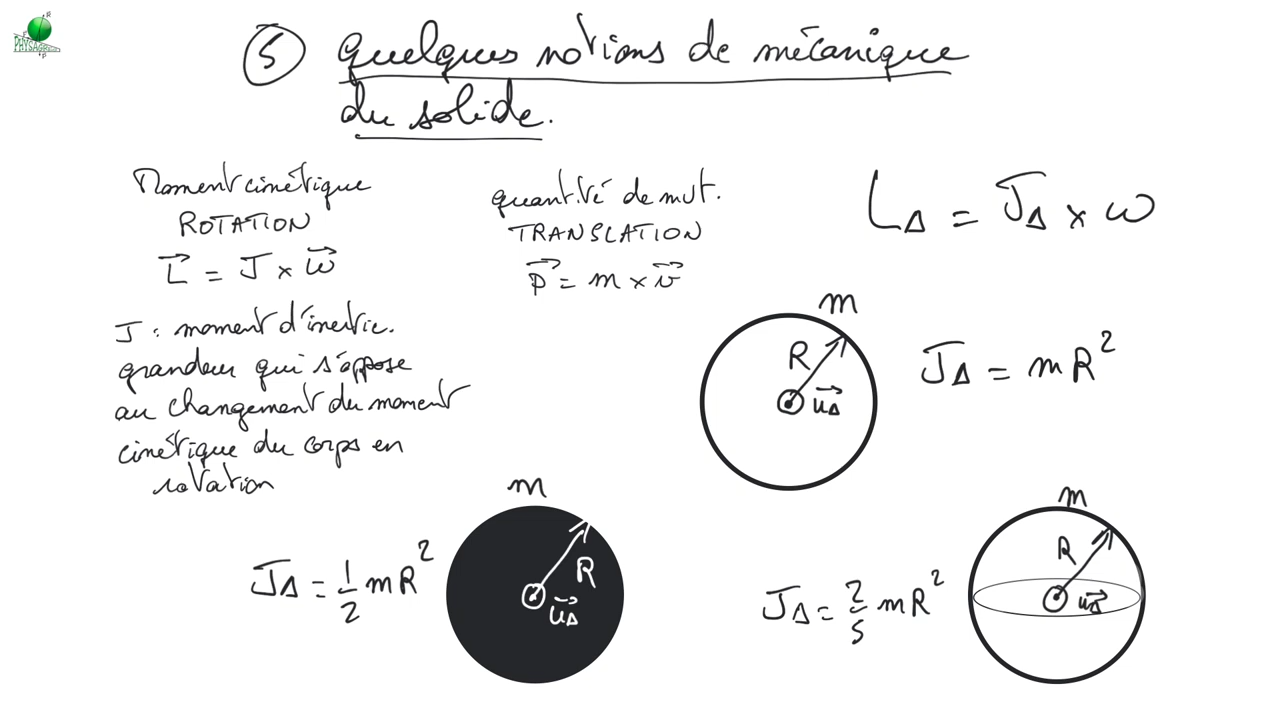 5 Quelques notions de mécanique
du solide.
Moment cinétique
ROTATION
L⃗ = J × ω⃗
quantité de mvt.
TRANSLATION
p⃗ = m × v⃗
L_Δ = J_Δ × ω
J : moment d'inertie.
grandeur qui s'oppose
au changement du moment
cinétique du corps en
rotation
m
R
u⃗_Δ
J_Δ = mR²
J_Δ = 1/2 mR²
m
R
u⃗_Δ
J_Δ = 2/5 mR²
m
R
u⃗_Δ